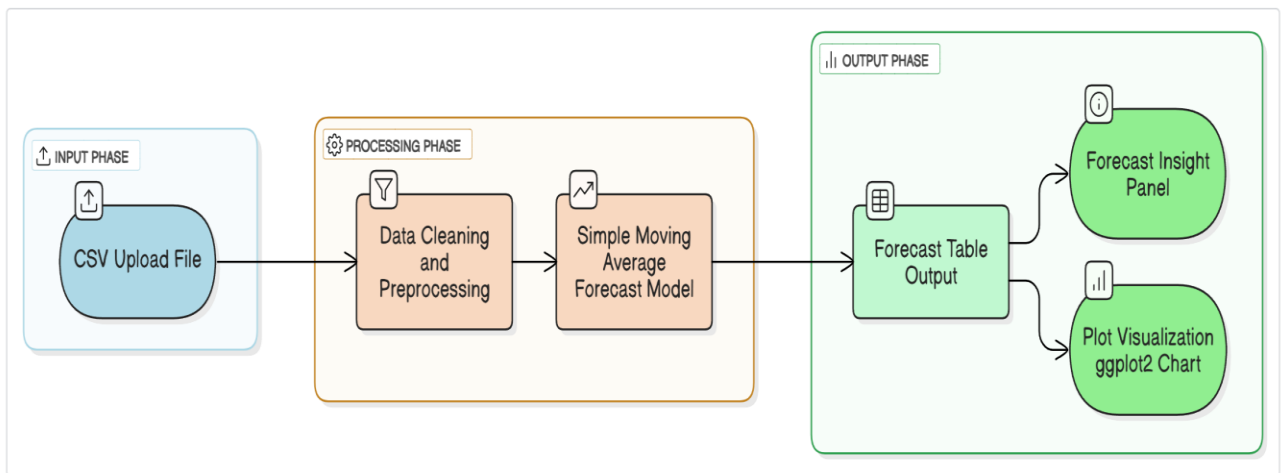 INPUT PHASE
CSV Upload File
PROCESSING PHASE
Data Cleaning
and
Preprocessing
Simple Moving
Average
Forecast Model
OUTPUT PHASE
Forecast Table
Output
Forecast Insight
Panel
Plot Visualization
ggplot2 Chart